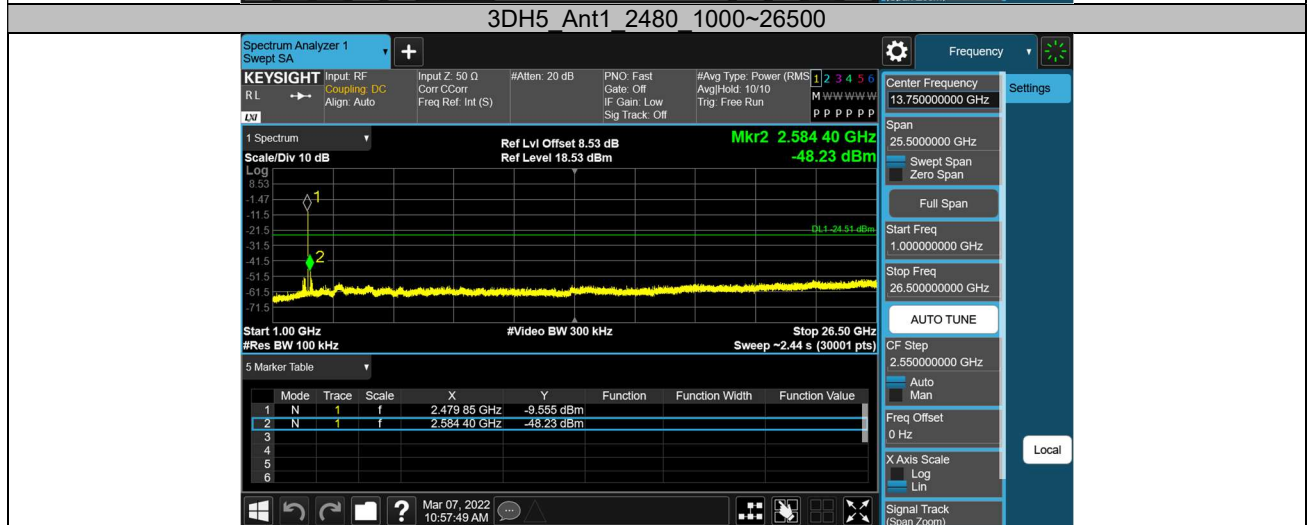 3DH5_Ant1_2480_1000~26500
Spectrum Analyzer 1
Swept SA
+
Frequency
KEYSIGHT
RL
LXI
Input: RF
Coupling: DC
Align: Auto
Input Z: 50 Ω
Corr CCorr
Freq Ref: Int (S)
#Atten: 20 dB
PNO: Fast
Gate: Off
IF Gain: Low
Sig Track: Off
#Avg Type: Power (RMS
Avg|Hold: 10/10
Trig: Free Run
1 2 3 4 5 6
M W W W W W
P P P P P P
Center Frequency
13.750000000 GHz
Settings
Span
25.5000000 GHz
Swept Span
Zero Span
Full Span
Start Freq
1.000000000 GHz
Stop Freq
26.500000000 GHz
AUTO TUNE
CF Step
2.550000000 GHz
Auto
Man
Freq Offset
0 Hz
X Axis Scale
Log
Lin
Local
Signal Track
(Span Zoom)
1 Spectrum
Scale/Div 10 dB
Ref Lvl Offset 8.53 dB
Ref Level 18.53 dBm
Mkr2 2.584 40 GHz
-48.23 dBm
Log
8.53
-1.47
-11.5
-21.5
-31.5
-41.5
-51.5
-61.5
-71.5
1
2
DL1 -24.51 dBm
Start 1.00 GHz
#Res BW 100 kHz
#Video BW 300 kHz
Stop 26.50 GHz
Sweep ~2.44 s (30001 pts)
5 Marker Table
Mode Trace Scale X Y Function Function Width Function Value
1 N 1 f 2.479 85 GHz -9.555 dBm
2 N 1 f 2.584 40 GHz -48.23 dBm
3
4
5
6
?
Mar 07, 2022
10:57:49 AM